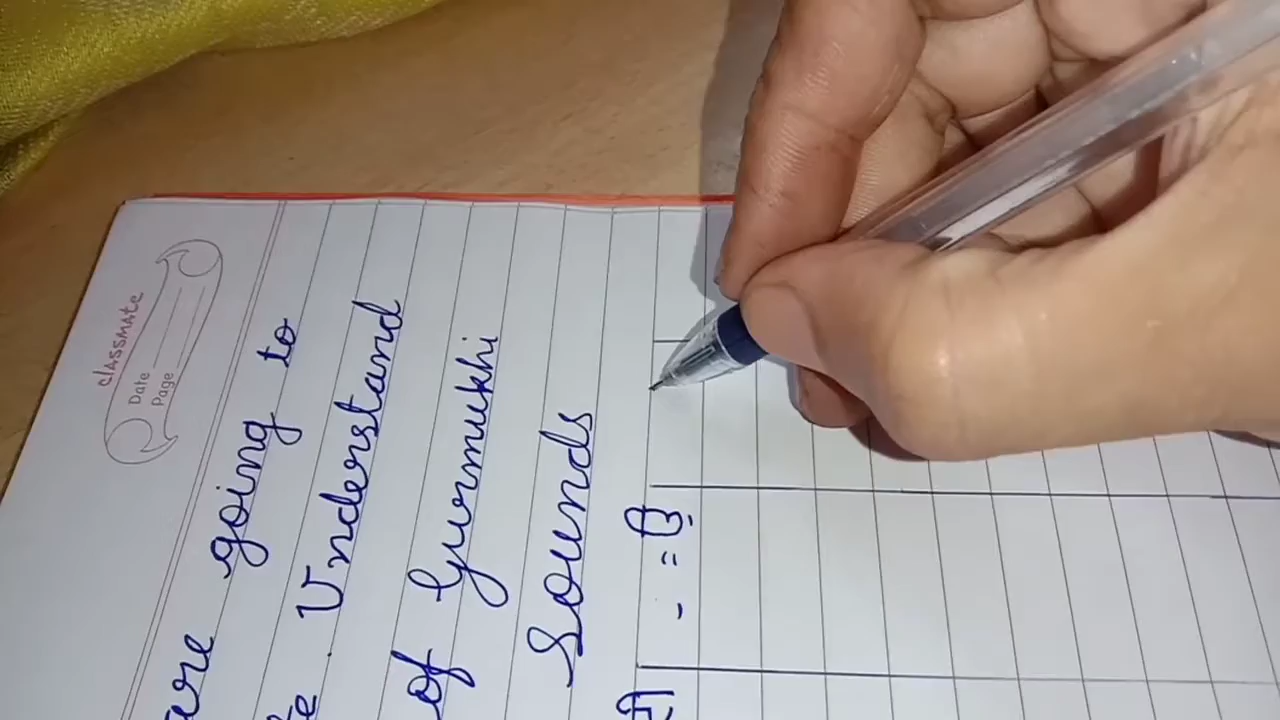 classmate
Date
Page
are going to
Understand
of Gurmukhi
Sounds
- =